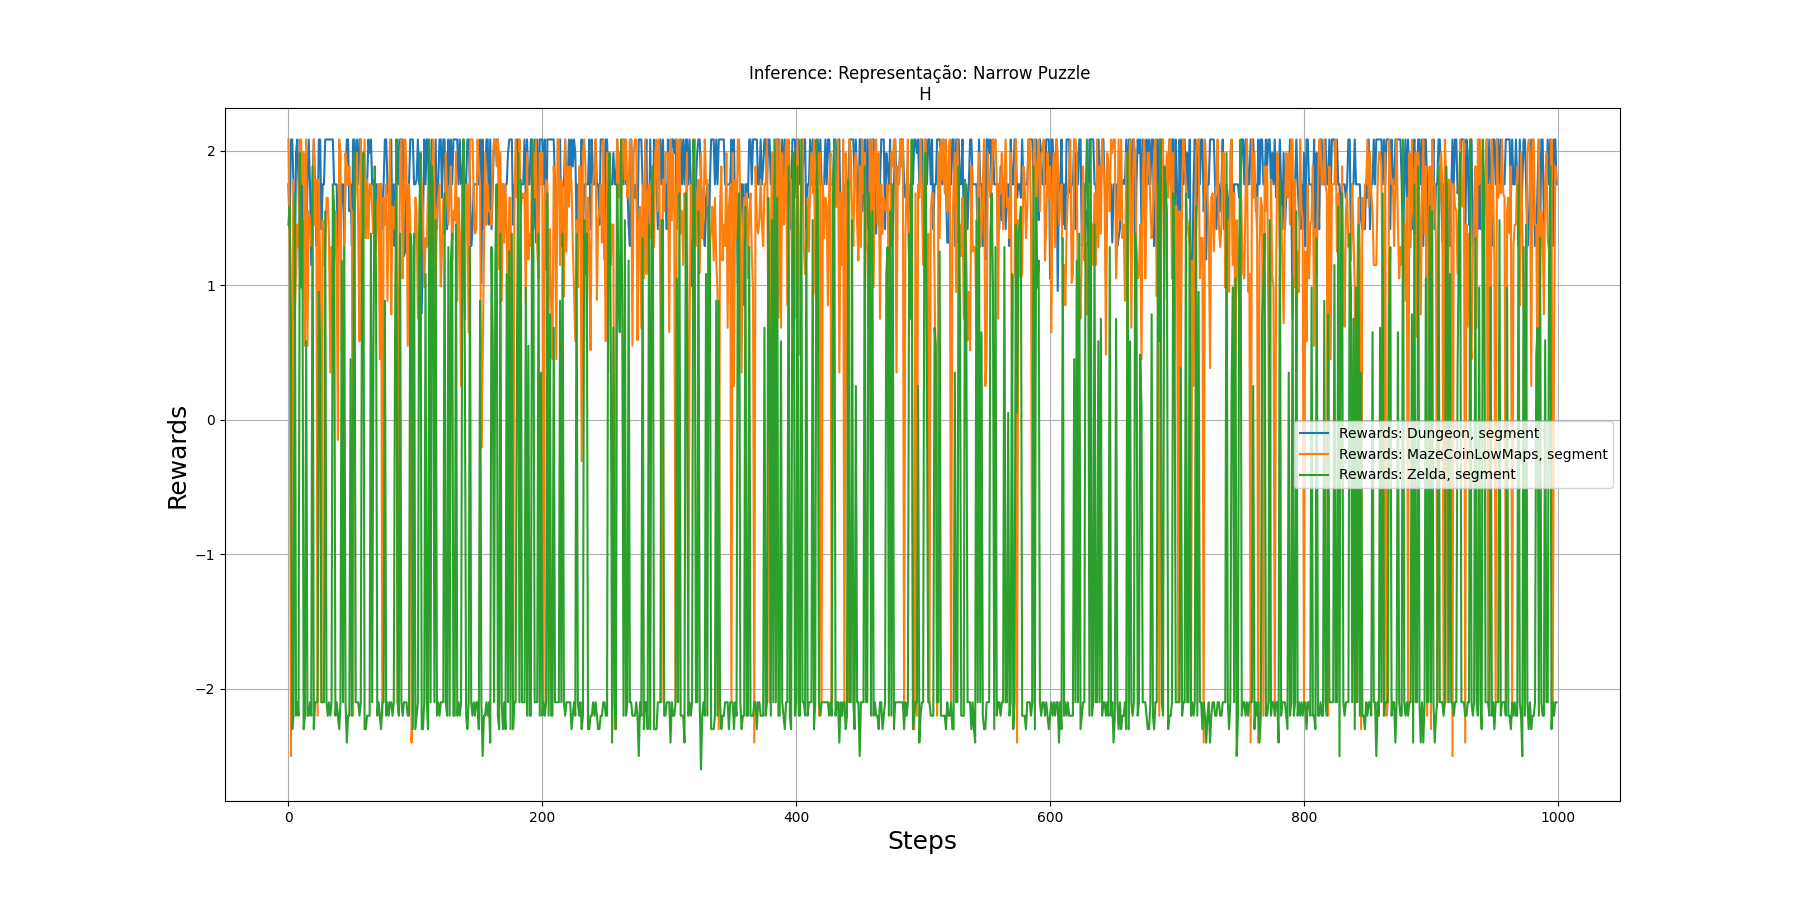 Inference: Representação: Narrow Puzzle
H
Rewards
2
1
0
−1
−2
Rewards: Dungeon, segment
Rewards: MazeCoinLowMaps, segment
Rewards: Zelda, segment
0
200
400
600
800
1000
Steps